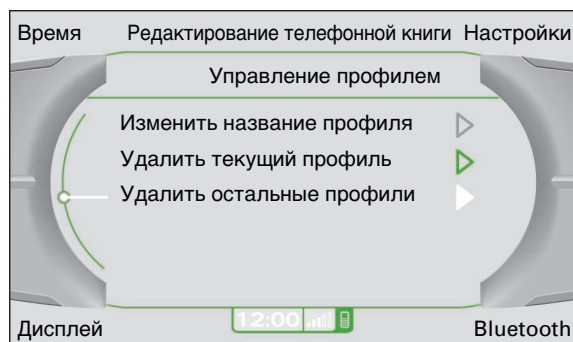 Время Редактирование телефонной книги Настройки
Управление профилем
Изменить название профиля
Удалить текущий профиль
Удалить остальные профили
12:00
Дисплей Bluetooth